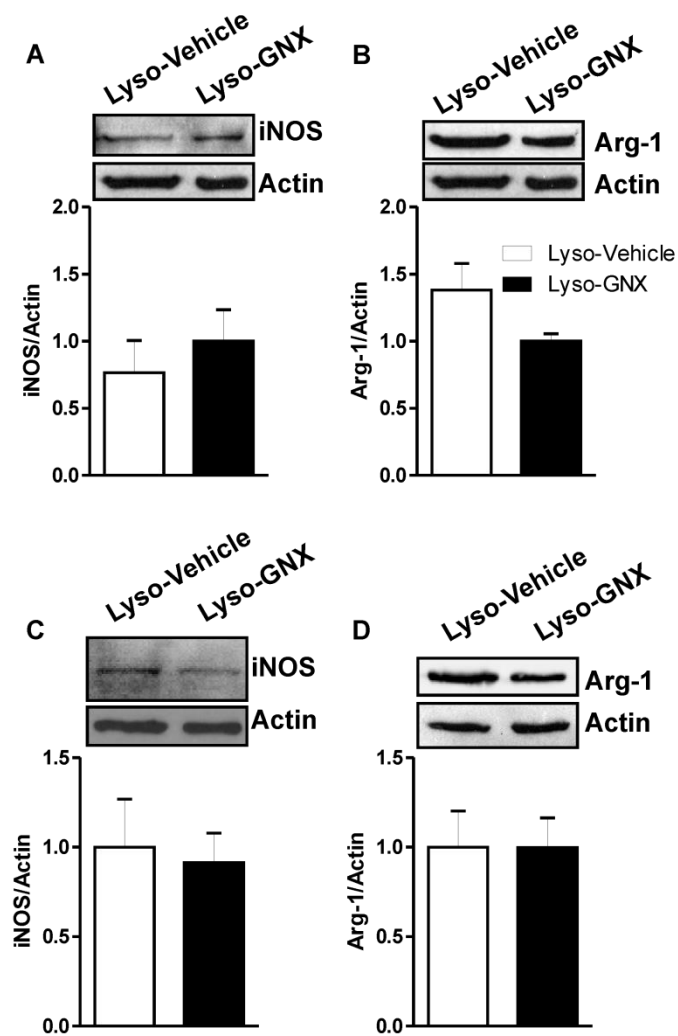 A
Lyso-Vehicle
Lyso-GNX
iNOS
Actin
iNOS/Actin
2.0
1.5
1.0
0.5
0.0
B
Lyso-Vehicle
Lyso-GNX
Arg-1
Actin
Lyso-Vehicle
Lyso-GNX
Arg-1/Actin
2.0
1.5
1.0
0.5
0.0
C
Lyso-Vehicle
Lyso-GNX
iNOS
Actin
iNOS/Actin
1.5
1.0
0.5
0.0
D
Lyso-Vehicle
Lyso-GNX
Arg-1
Actin
Arg-1/Actin
1.5
1.0
0.5
0.0